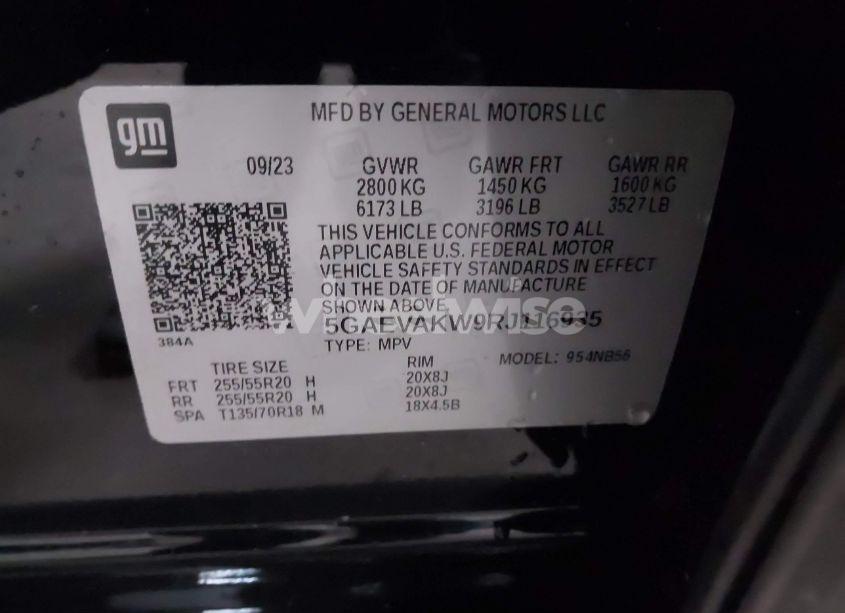 gm
MFD BY GENERAL MOTORS LLC
09/23 GVWR GAWR FRT GAWR RR
2800 KG 1450 KG 1600 KG
6173 LB 3196 LB 3527 LB
THIS VEHICLE CONFORMS TO ALL
APPLICABLE U.S. FEDERAL MOTOR
VEHICLE SAFETY STANDARDS IN EFFECT
ON THE DATE OF MANUFACTURE
SHOWN ABOVE
5GAEVAKW9RJ116935
384A
TYPE: MPV MODEL: 954NB56
TIRE SIZE RIM
FRT 255/55R20 H 20X8J
RR 255/55R20 H 20X8J
SPA T135/70R18 M 18X4.5B